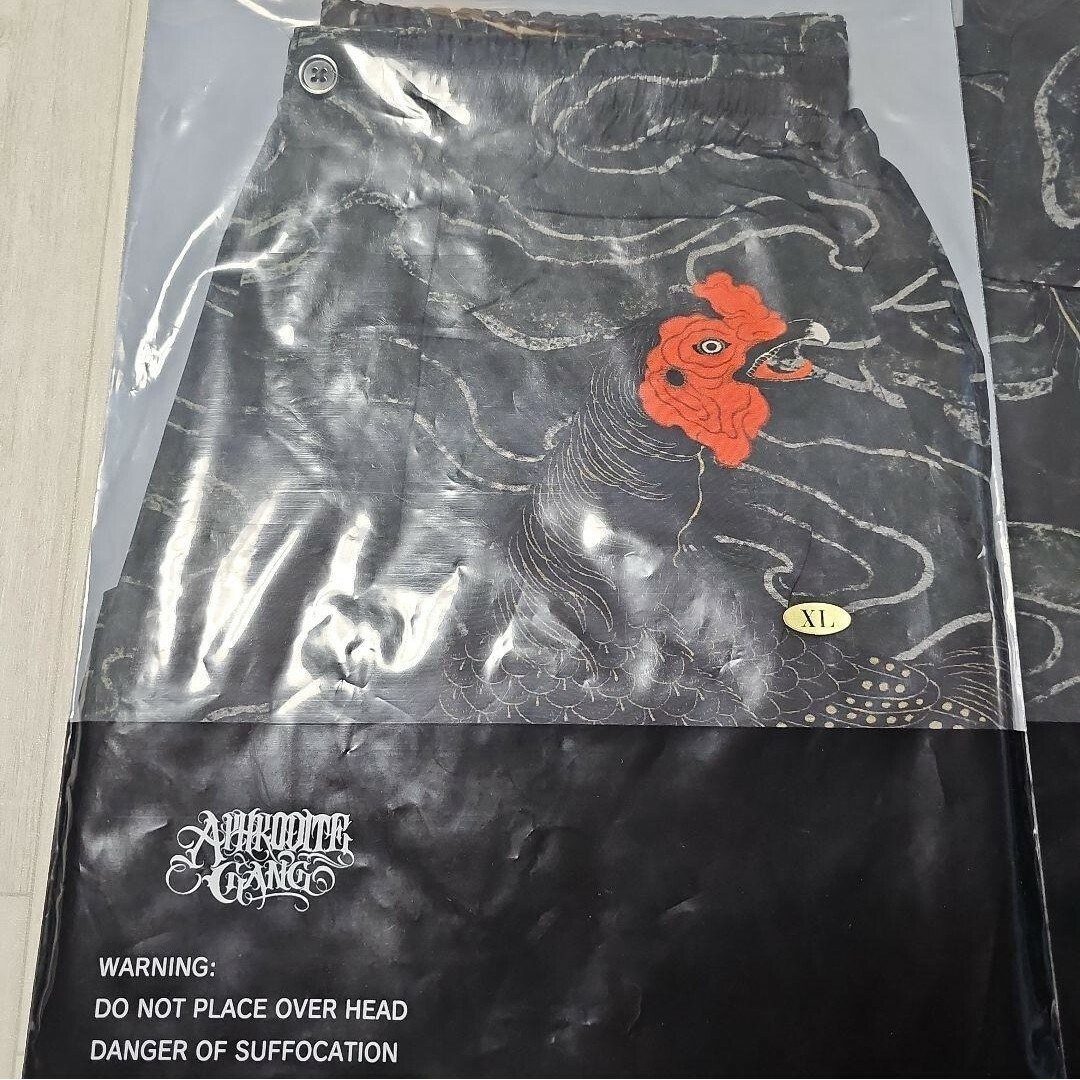 XL
APHRODITE
GANG
WARNING:
DO NOT PLACE OVER HEAD
DANGER OF SUFFOCATION